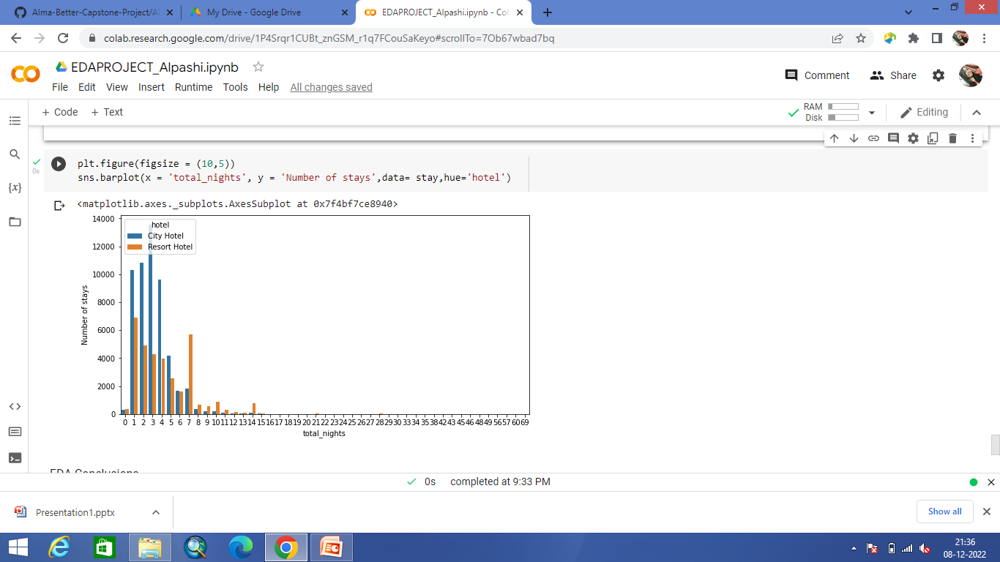 Alma-Better-Capstone-Project/Al
My Drive - Google Drive
EDAPROJECT_Alpashi.ipynb - Col
colab.research.google.com/drive/1P4Srqr1CUBt_znGSM_r1q7FCouSaKeyo#scrollTo=7Ob67wbad7bq
EDAPROJECT_Alpashi.ipynb
File Edit View Insert Runtime Tools Help All changes saved
Comment Share
+ Code + Text
RAM
Disk
Editing
plt.figure(figsize = (10,5))
0s
sns.barplot(x = 'total_nights', y = 'Number of stays',data= stay,hue='hotel')
{x}
<matplotlib.axes._subplots.AxesSubplot at 0x7f4bf7ce8940>
hotel
City Hotel
Resort Hotel
14000
12000
10000
8000
6000
4000
2000
0
Number of stays
0 1 2 3 4 5 6 7 8 9 10 11 12 13 14 15 16 17 18 19 20 21 22 23 24 25 26 27 28 29 30 33 34 35 38 42 43 45 46 48 49 56 57 60 69
total_nights
EDA Conclusions
0s completed at 9:33 PM
Presentation1.pptx
Show all
21:36
08-12-2022